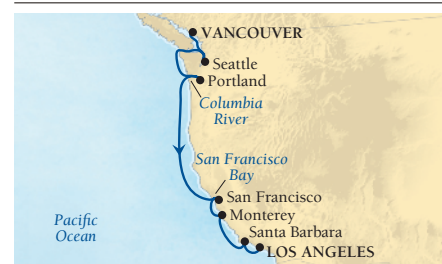 VANCOUVER
Seattle
Portland
Columbia
River
San Francisco
Bay
San Francisco
Monterey
Pacific
Ocean
Santa Barbara
LOS ANGELES